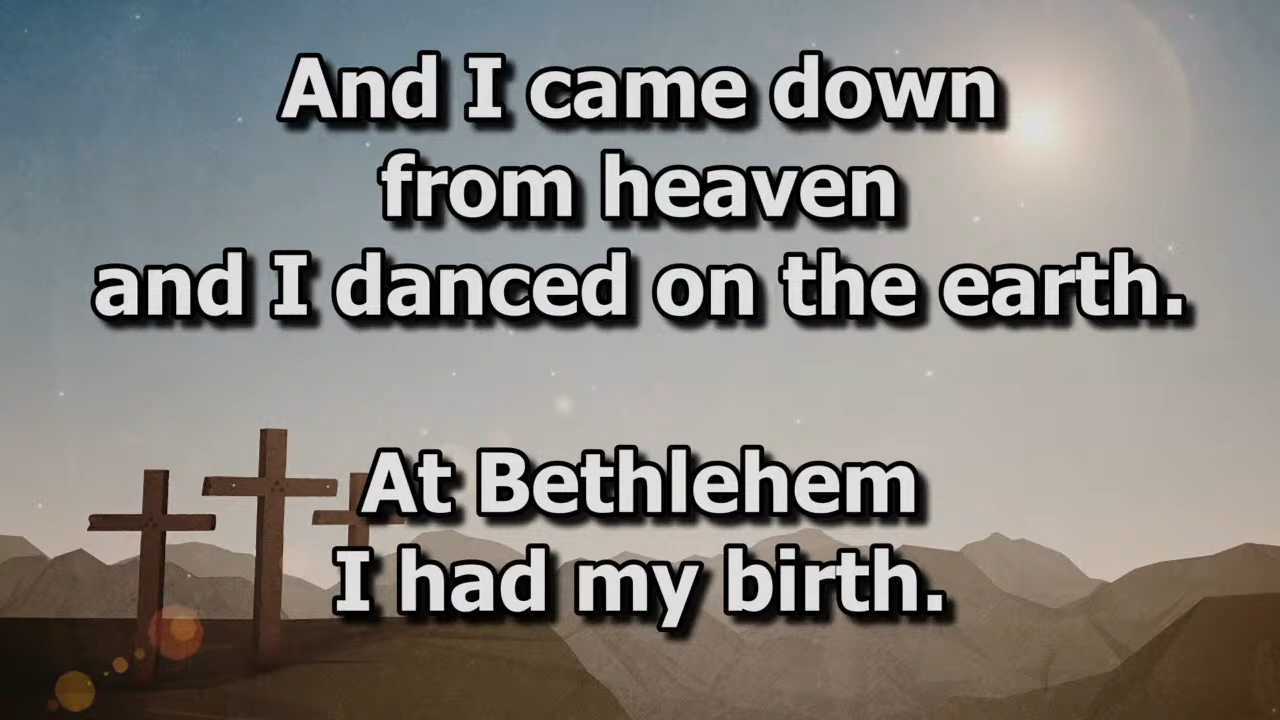 And I came down
from heaven
and I danced on the earth.
At Bethlehem
I had my birth.